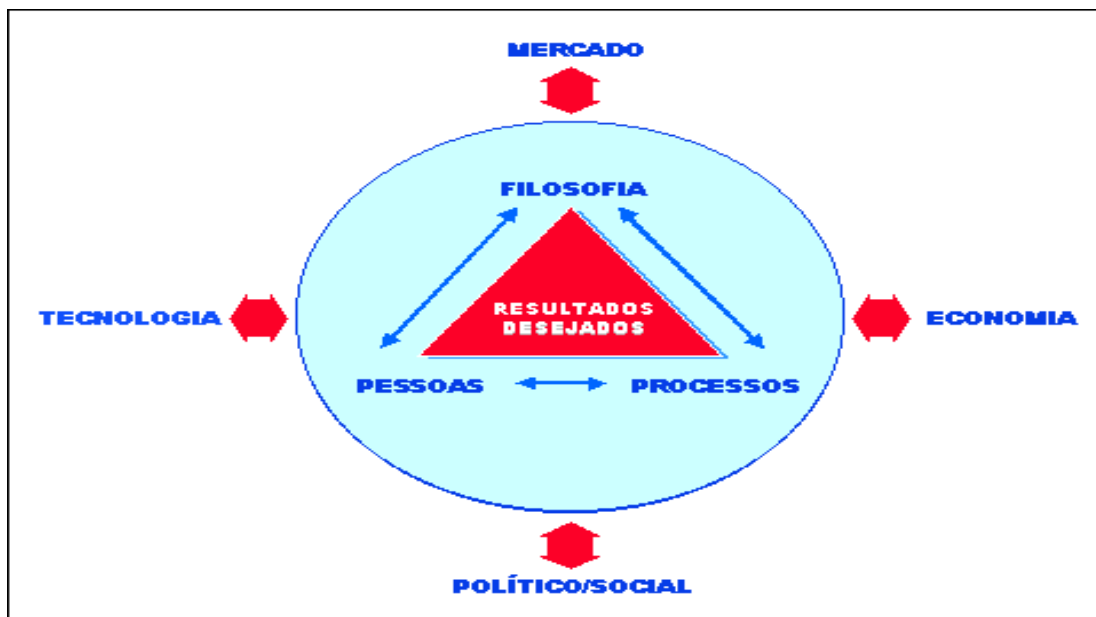 MERCADO
FILOSOFIA
RESULTADOS
DESEJADOS
TECNOLOGIA
ECONOMIA
PESSOAS
PROCESSOS
POLÍTICO/SOCIAL